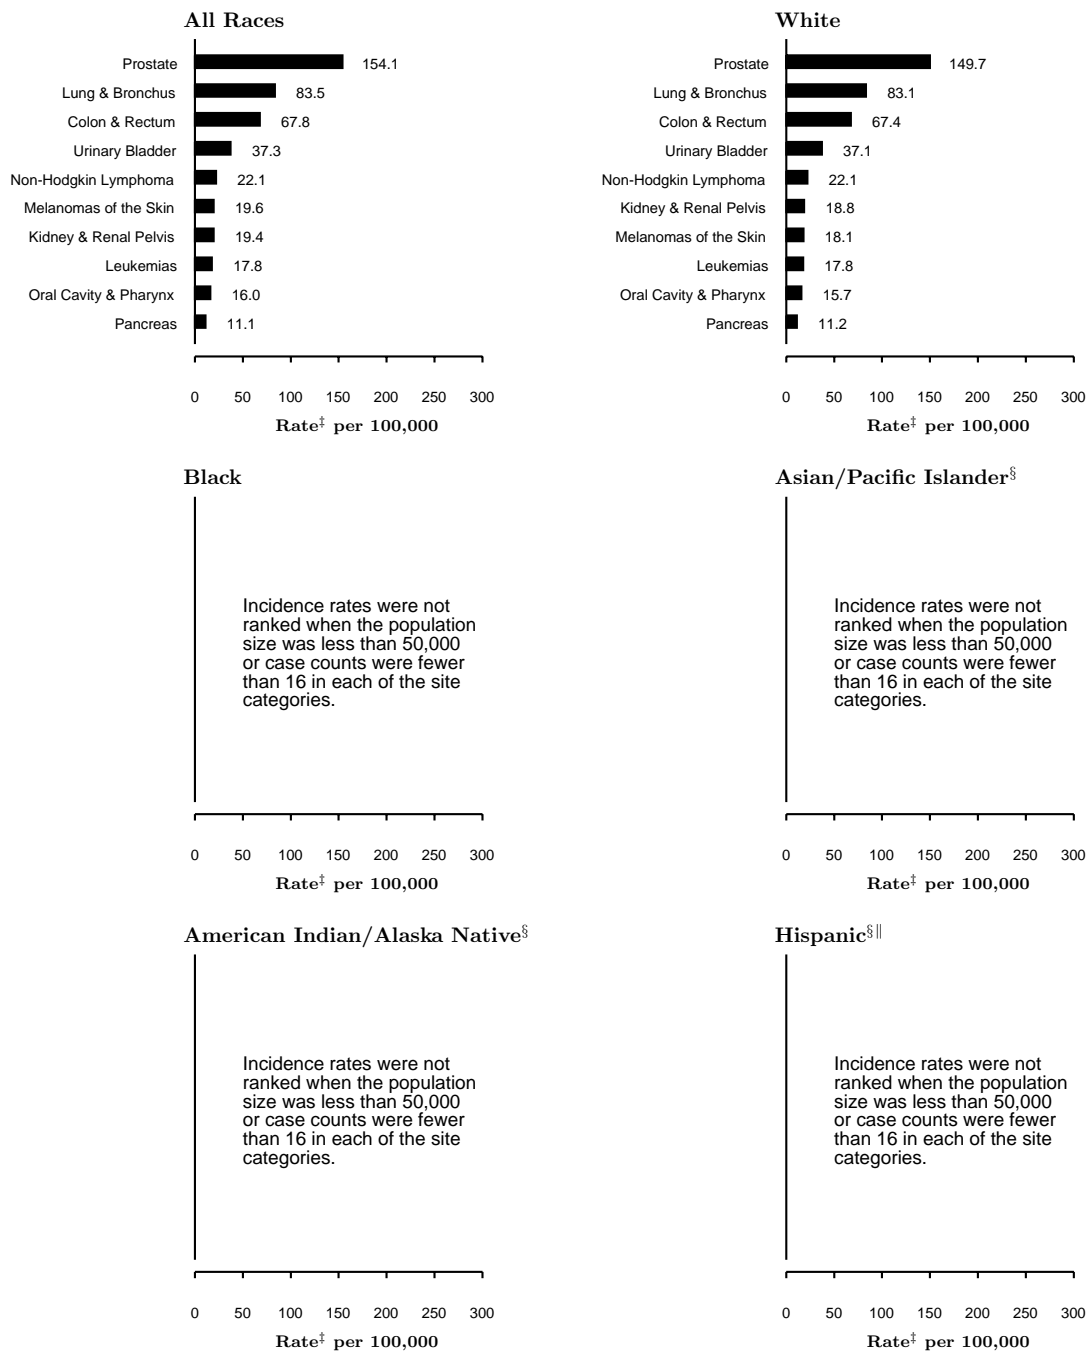 All Races
Prostate 154.1
Lung & Bronchus 83.5
Colon & Rectum 67.8
Urinary Bladder 37.3
Non-Hodgkin Lymphoma 22.1
Melanomas of the Skin 19.6
Kidney & Renal Pelvis 19.4
Leukemias 17.8
Oral Cavity & Pharynx 16.0
Pancreas 11.1
0 50 100 150 200 250 300
Rate‡ per 100,000
White
Prostate 149.7
Lung & Bronchus 83.1
Colon & Rectum 67.4
Urinary Bladder 37.1
Non-Hodgkin Lymphoma 22.1
Kidney & Renal Pelvis 18.8
Melanomas of the Skin 18.1
Leukemias 17.8
Oral Cavity & Pharynx 15.7
Pancreas 11.2
0 50 100 150 200 250 300
Rate‡ per 100,000
Black
Incidence rates were not
ranked when the population
size was less than 50,000
or case counts were fewer
than 16 in each of the site
categories.
0 50 100 150 200 250 300
Rate‡ per 100,000
Asian/Pacific Islander§
Incidence rates were not
ranked when the population
size was less than 50,000
or case counts were fewer
than 16 in each of the site
categories.
0 50 100 150 200 250 300
Rate‡ per 100,000
American Indian/Alaska Native§
Incidence rates were not
ranked when the population
size was less than 50,000
or case counts were fewer
than 16 in each of the site
categories.
0 50 100 150 200 250 300
Rate‡ per 100,000
Hispanic§‖
Incidence rates were not
ranked when the population
size was less than 50,000
or case counts were fewer
than 16 in each of the site
categories.
0 50 100 150 200 250 300
Rate‡ per 100,000